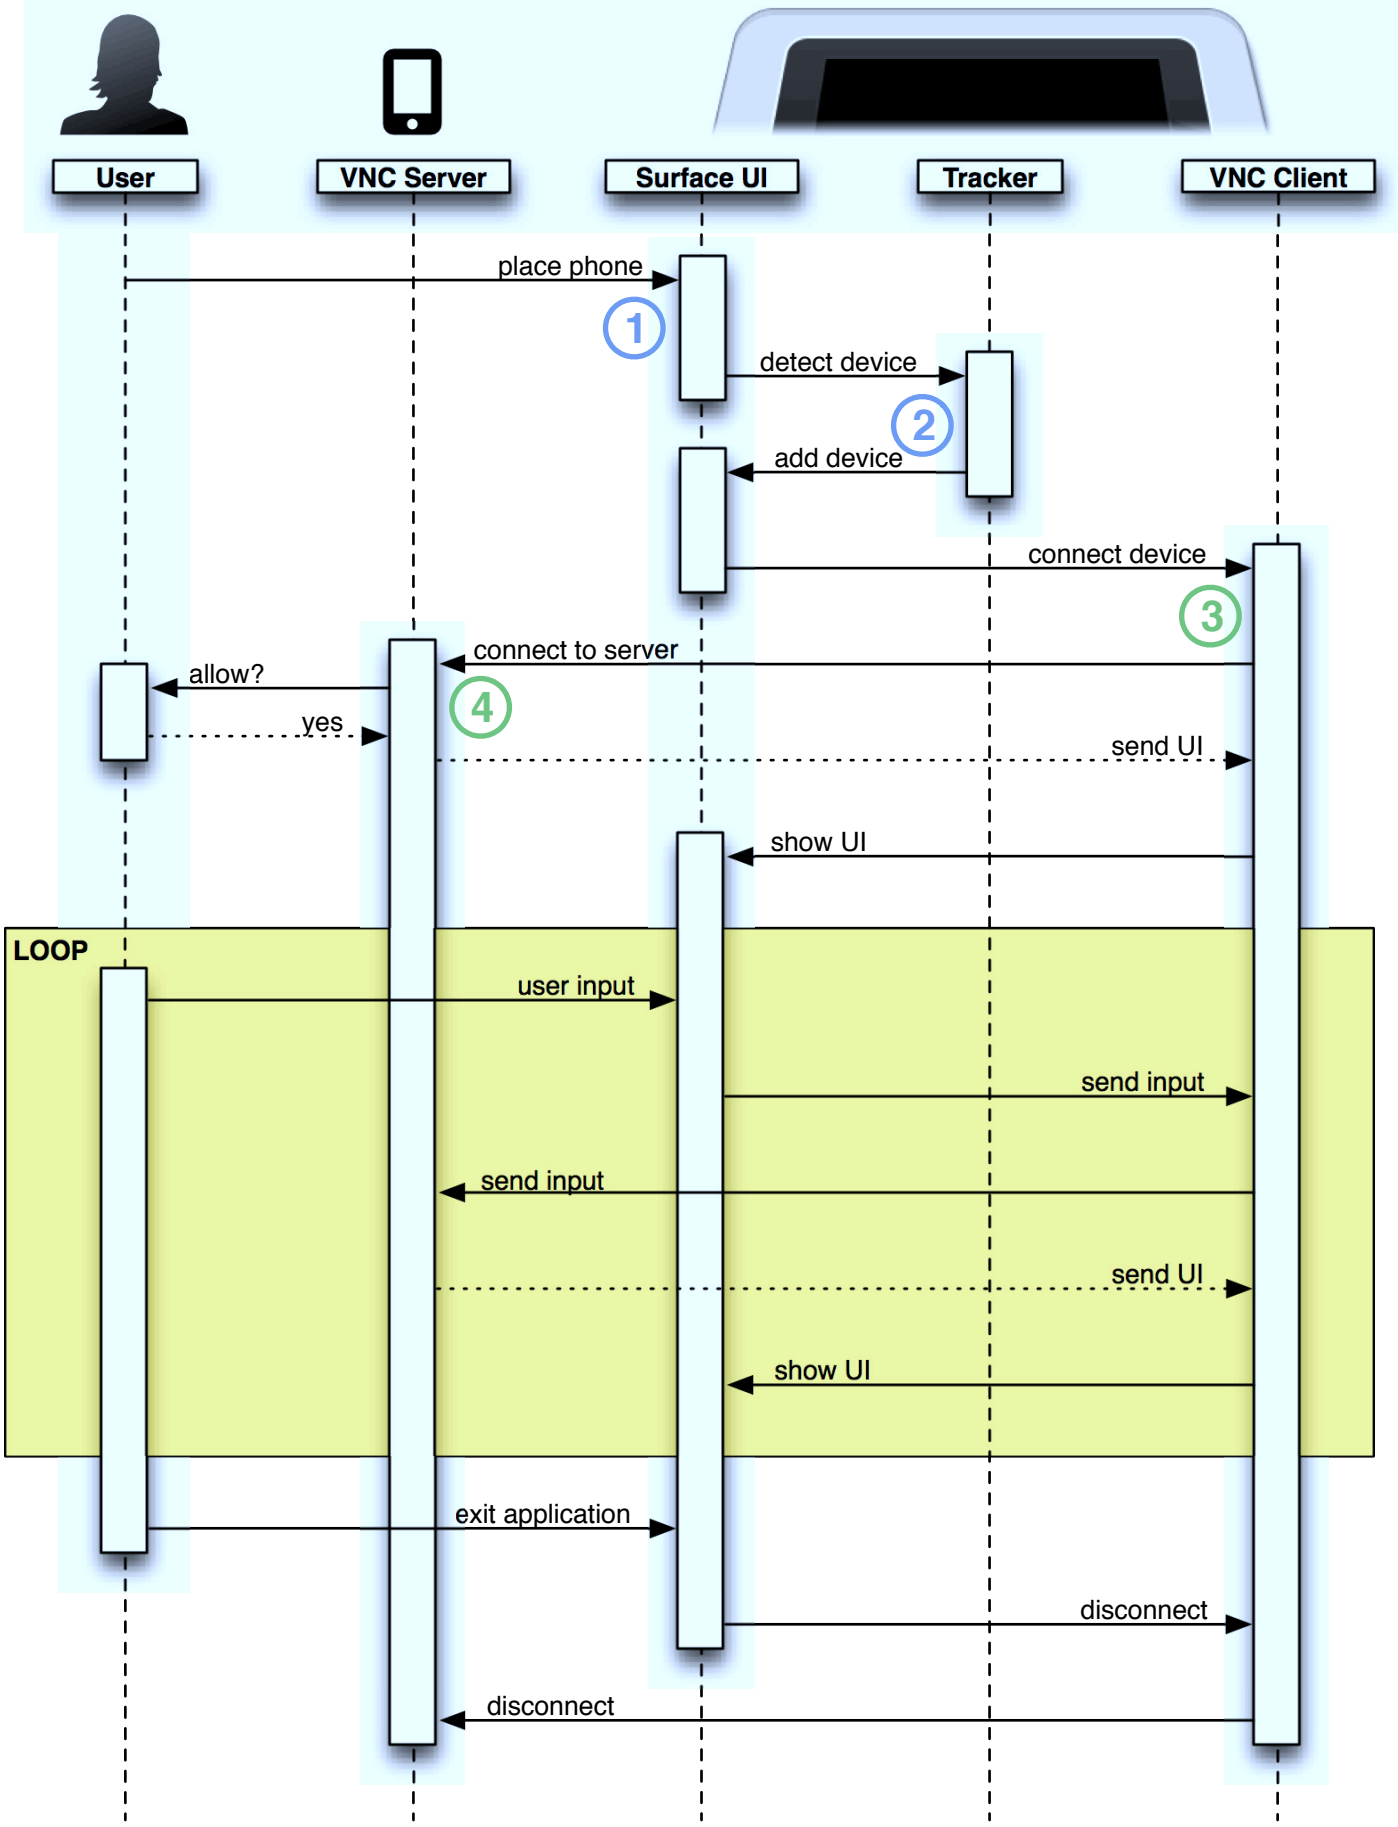 User
VNC Server
Surface UI
Tracker
VNC Client
place phone
1
detect device
2
add device
connect device
3
connect to server
allow?
4
yes
send UI
show UI
LOOP
user input
send input
send input
send UI
show UI
exit application
disconnect
disconnect